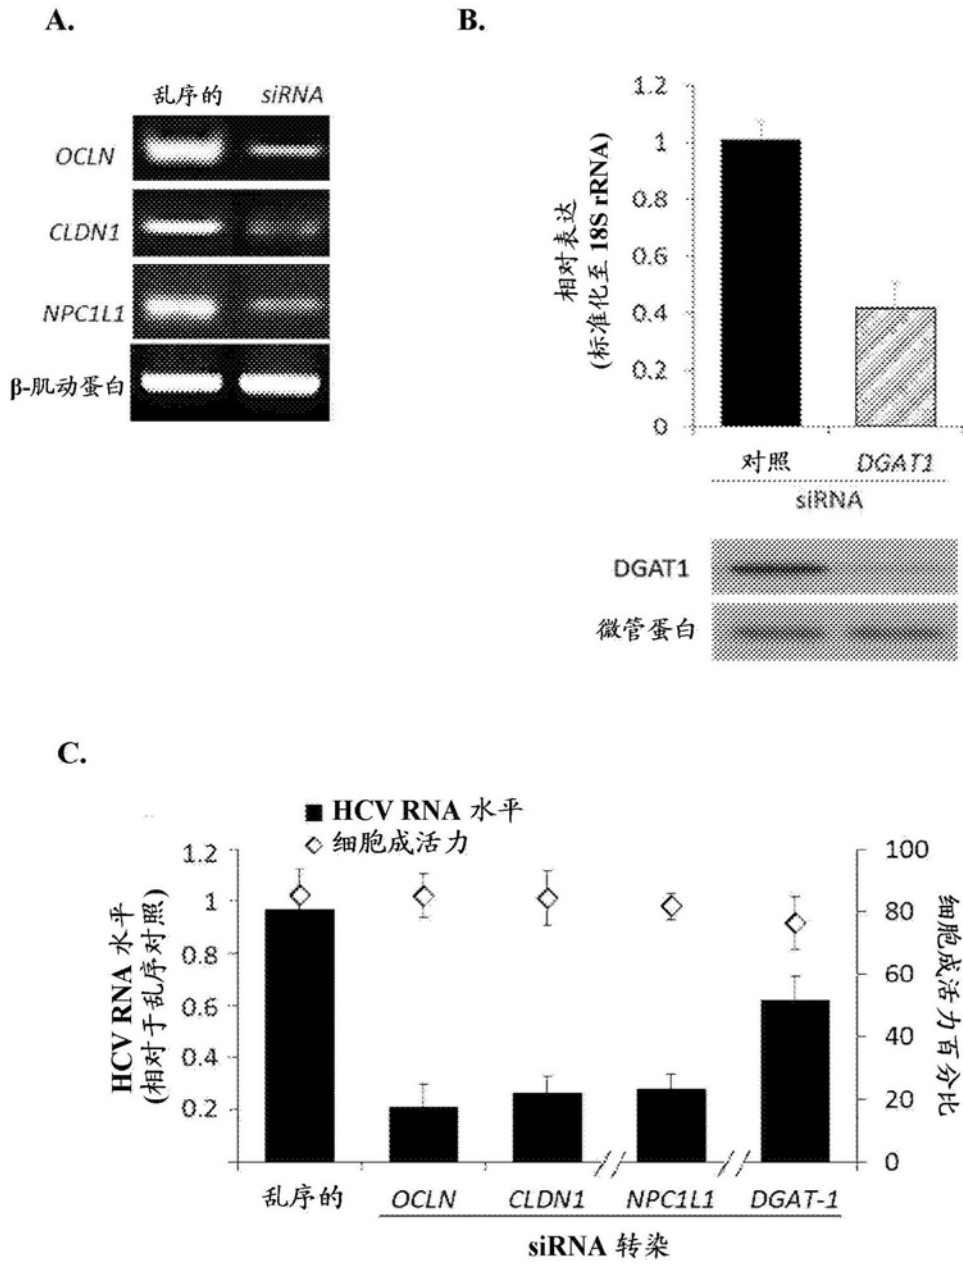 A.
乱序的 siRNA
OCLN
CLDN1
NPC1L1
β-肌动蛋白
B.
相对表达
(标准化至 18S rRNA)
1.2
1
0.8
0.6
0.4
0.2
0
对照 DGAT1
siRNA
DGAT1
微管蛋白
C.
HCV RNA 水平
细胞成活力
HCV RNA 水平
(相对于乱序对照)
1.2
1
0.8
0.6
0.4
0.2
100
80
60
40
20
0
细胞成活力百分比
乱序的 OCLN CLDN1 NPC1L1 DGAT-1
siRNA 转染